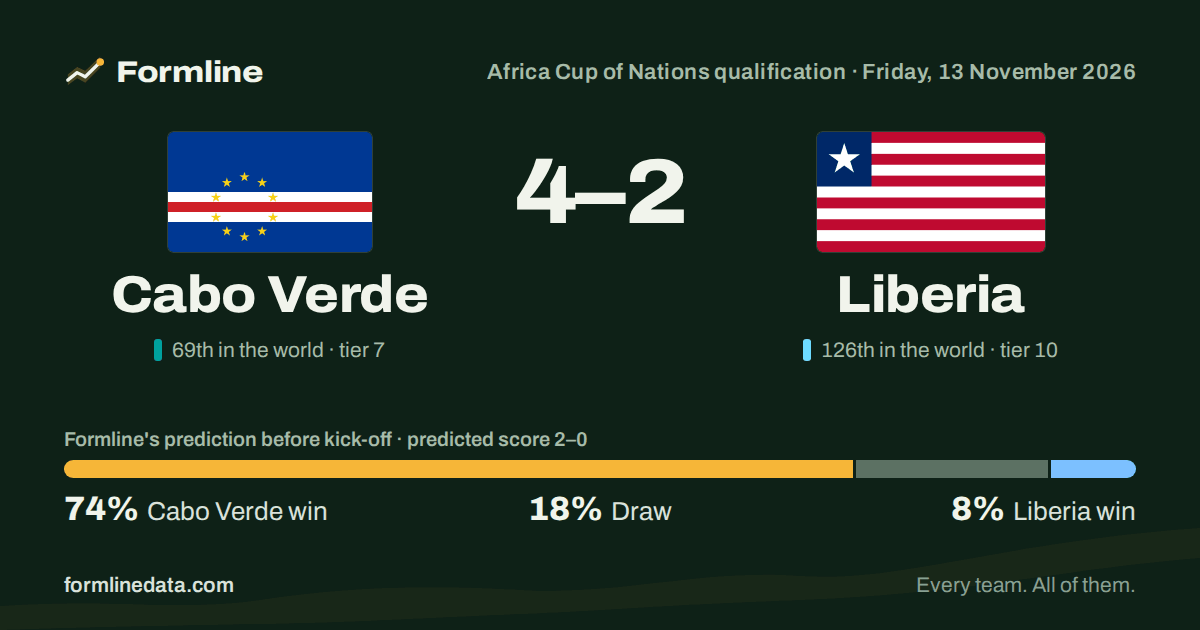 Formline
Africa Cup of Nations qualification · Friday, 13 November 2026
4–2
Cabo Verde
Liberia
69th in the world · tier 7
126th in the world · tier 10
Formline's prediction before kick-off · predicted score 2–0
74% Cabo Verde win
18% Draw
8% Liberia win
formlinedata.com
Every team. All of them.